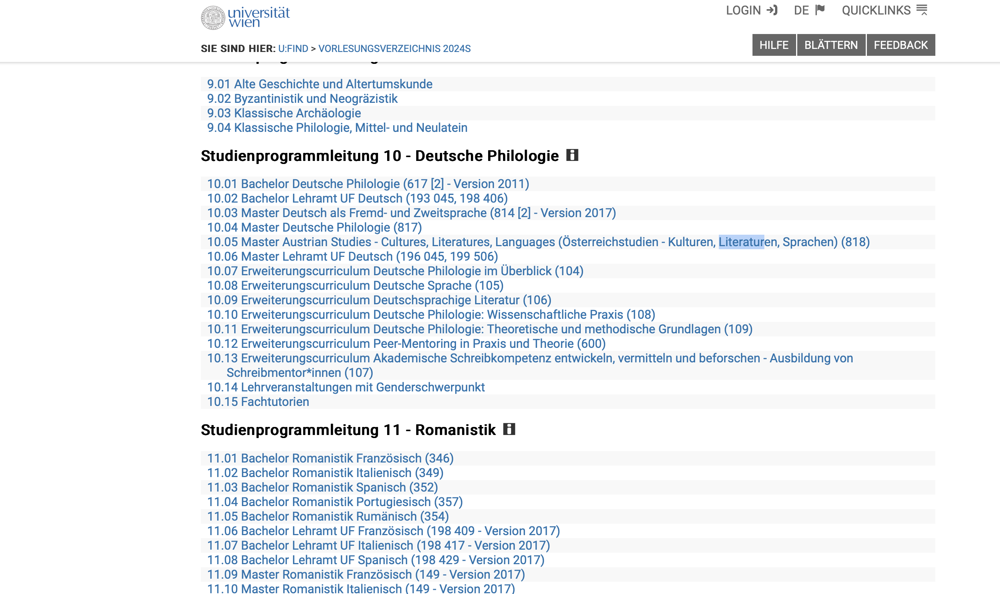 universität
wien
LOGIN
DE
QUICKLINKS
SIE SIND HIER: U:FIND > VORLESUNGSVERZEICHNIS 2024S
HILFE
BLÄTTERN
FEEDBACK
9.01 Alte Geschichte und Altertumskunde
9.02 Byzantinistik und Neogräzistik
9.03 Klassische Archäologie
9.04 Klassische Philologie, Mittel- und Neulatein
Studienprogrammleitung 10 - Deutsche Philologie
10.01 Bachelor Deutsche Philologie (617 [2] - Version 2011)
10.02 Bachelor Lehramt UF Deutsch (193 045, 198 406)
10.03 Master Deutsch als Fremd- und Zweitsprache (814 [2] - Version 2017)
10.04 Master Deutsche Philologie (817)
10.05 Master Austrian Studies - Cultures, Literatures, Languages (Österreichstudien - Kulturen, Literaturen, Sprachen) (818)
10.06 Master Lehramt UF Deutsch (196 045, 199 506)
10.07 Erweiterungscurriculum Deutsche Philologie im Überblick (104)
10.08 Erweiterungscurriculum Deutsche Sprache (105)
10.09 Erweiterungscurriculum Deutschsprachige Literatur (106)
10.10 Erweiterungscurriculum Deutsche Philologie: Wissenschaftliche Praxis (108)
10.11 Erweiterungscurriculum Deutsche Philologie: Theoretische und methodische Grundlagen (109)
10.12 Erweiterungscurriculum Peer-Mentoring in Praxis und Theorie (600)
10.13 Erweiterungscurriculum Akademische Schreibkompetenz entwickeln, vermitteln und beforschen - Ausbildung von
Schreibmentor*innen (107)
10.14 Lehrveranstaltungen mit Genderschwerpunkt
10.15 Fachtutorien
Studienprogrammleitung 11 - Romanistik
11.01 Bachelor Romanistik Französisch (346)
11.02 Bachelor Romanistik Italienisch (349)
11.03 Bachelor Romanistik Spanisch (352)
11.04 Bachelor Romanistik Portugiesisch (357)
11.05 Bachelor Romanistik Rumänisch (354)
11.06 Bachelor Lehramt UF Französisch (198 409 - Version 2017)
11.07 Bachelor Lehramt UF Italienisch (198 417 - Version 2017)
11.08 Bachelor Lehramt UF Spanisch (198 429 - Version 2017)
11.09 Master Romanistik Französisch (149 - Version 2017)
11.10 Master Romanistik Italienisch (149 - Version 2017)